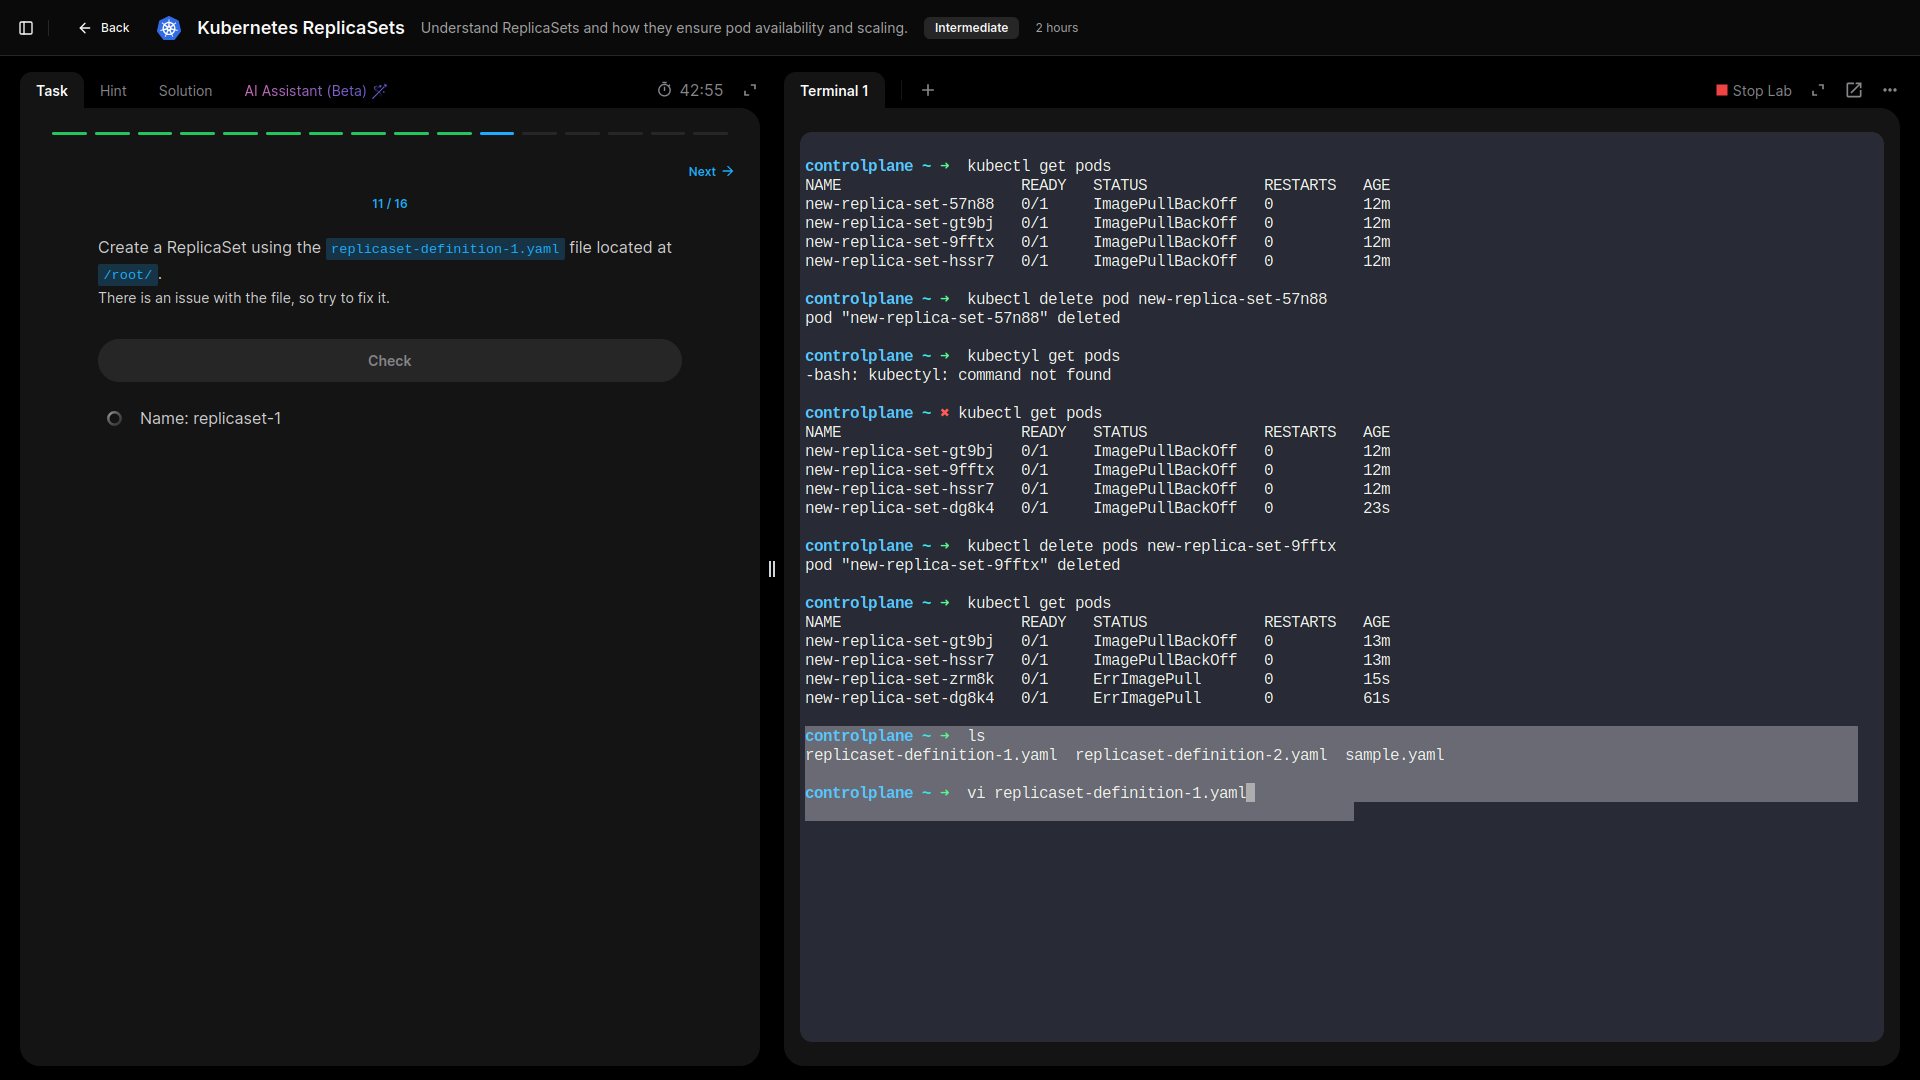 Back Kubernetes ReplicaSets Understand ReplicaSets and how they ensure pod availability and scaling. Intermediate 2 hours
Task Hint Solution AI Assistant (Beta) 42:55
Next →
11 / 16
Create a ReplicaSet using the replicaset-definition-1.yaml file located at
/root/ .
There is an issue with the file, so try to fix it.
Check
Name: replicaset-1
Terminal 1 + Stop Lab
controlplane ~ ➜  kubectl get pods
NAME                    READY   STATUS             RESTARTS   AGE
new-replica-set-57n88   0/1     ImagePullBackOff   0          12m
new-replica-set-gt9bj   0/1     ImagePullBackOff   0          12m
new-replica-set-9fftx   0/1     ImagePullBackOff   0          12m
new-replica-set-hssr7   0/1     ImagePullBackOff   0          12m
controlplane ~ ➜  kubectl delete pod new-replica-set-57n88
pod "new-replica-set-57n88" deleted
controlplane ~ ➜  kubectyl get pods
-bash: kubectyl: command not found
controlplane ~ ✖ kubectl get pods
NAME                    READY   STATUS             RESTARTS   AGE
new-replica-set-gt9bj   0/1     ImagePullBackOff   0          12m
new-replica-set-9fftx   0/1     ImagePullBackOff   0          12m
new-replica-set-hssr7   0/1     ImagePullBackOff   0          12m
new-replica-set-dg8k4   0/1     ImagePullBackOff   0          23s
controlplane ~ ➜  kubectl delete pods new-replica-set-9fftx
pod "new-replica-set-9fftx" deleted
controlplane ~ ➜  kubectl get pods
NAME                    READY   STATUS             RESTARTS   AGE
new-replica-set-gt9bj   0/1     ImagePullBackOff   0          13m
new-replica-set-hssr7   0/1     ImagePullBackOff   0          13m
new-replica-set-zrm8k   0/1     ErrImagePull       0          15s
new-replica-set-dg8k4   0/1     ErrImagePull       0          61s
controlplane ~ ➜  ls
replicaset-definition-1.yaml  replicaset-definition-2.yaml  sample.yaml
controlplane ~ ➜  vi replicaset-definition-1.yaml